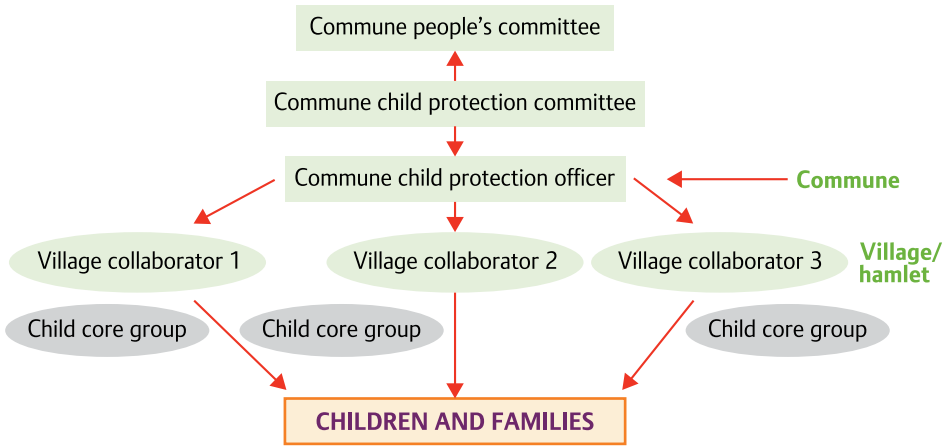 Commune people’s committee
Commune child protection committee
Commune child protection officer
Commune
Village collaborator 1
Village collaborator 2
Village collaborator 3
Village/
hamlet
Child core group
Child core group
Child core group
CHILDREN AND FAMILIES